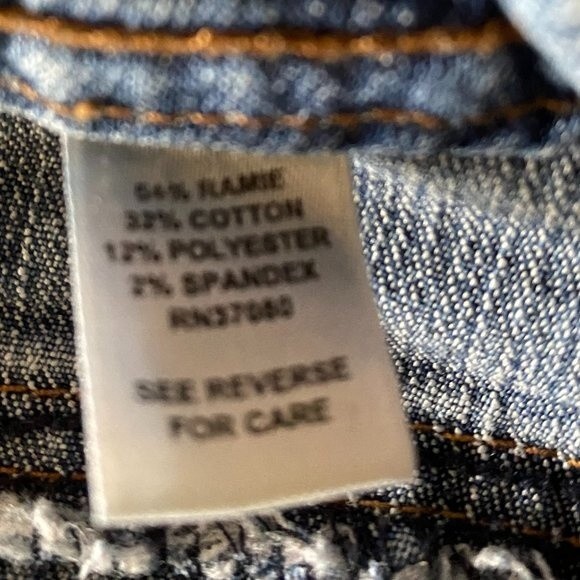 54% RAMIE
32% COTTON
12% POLYESTER
2% SPANDEX
RN37080
SEE REVERSE
FOR CARE